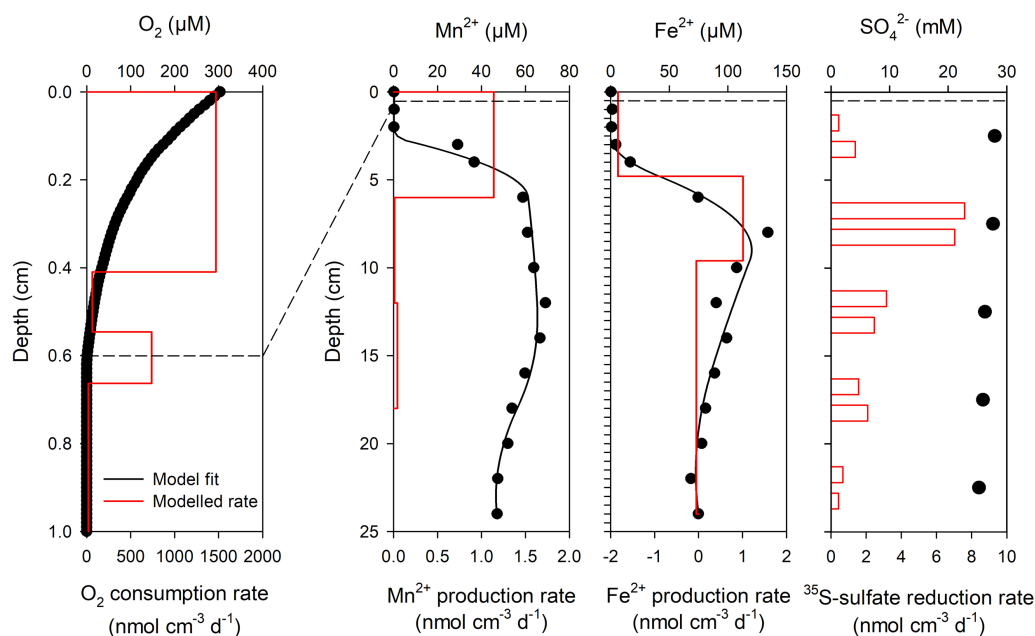 O₂ (µM)
0 100 200 300 400
Mn²⁺ (µM)
0 20 40 60 80
Fe²⁺ (µM)
0 50 100 150
SO₄²⁻ (mM)
0 6 12 18 24 30
Depth (cm)
0.0
0.2
0.4
0.6
0.8
1.0
Model fit
Modelled rate
0 500 1000 1500 2000
O₂ consumption rate
(nmol cm⁻³ d⁻¹)
Depth (cm)
0
5
10
15
20
25
0.0 0.5 1.0 1.5 2.0
Mn²⁺ production rate
(nmol cm⁻³ d⁻¹)
-2 -1 0 1 2
Fe²⁺ production rate
(nmol cm⁻³ d⁻¹)
0 2 4 6 8 10
³⁵S-sulfate reduction rate
(nmol cm⁻³ d⁻¹)